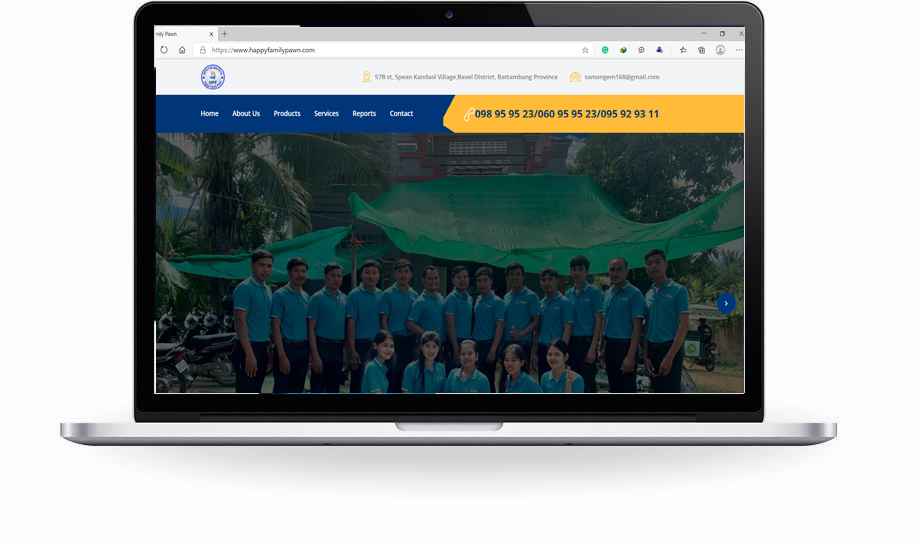 nily Pawn
https://www.happyfamilypawn.com
57B st, Spean Kandaol Village,Bavel District, Battambang Province
samangem168@gmail.com
Home About Us Products Services Reports Contact
098 95 95 23/060 95 95 23/095 92 93 11